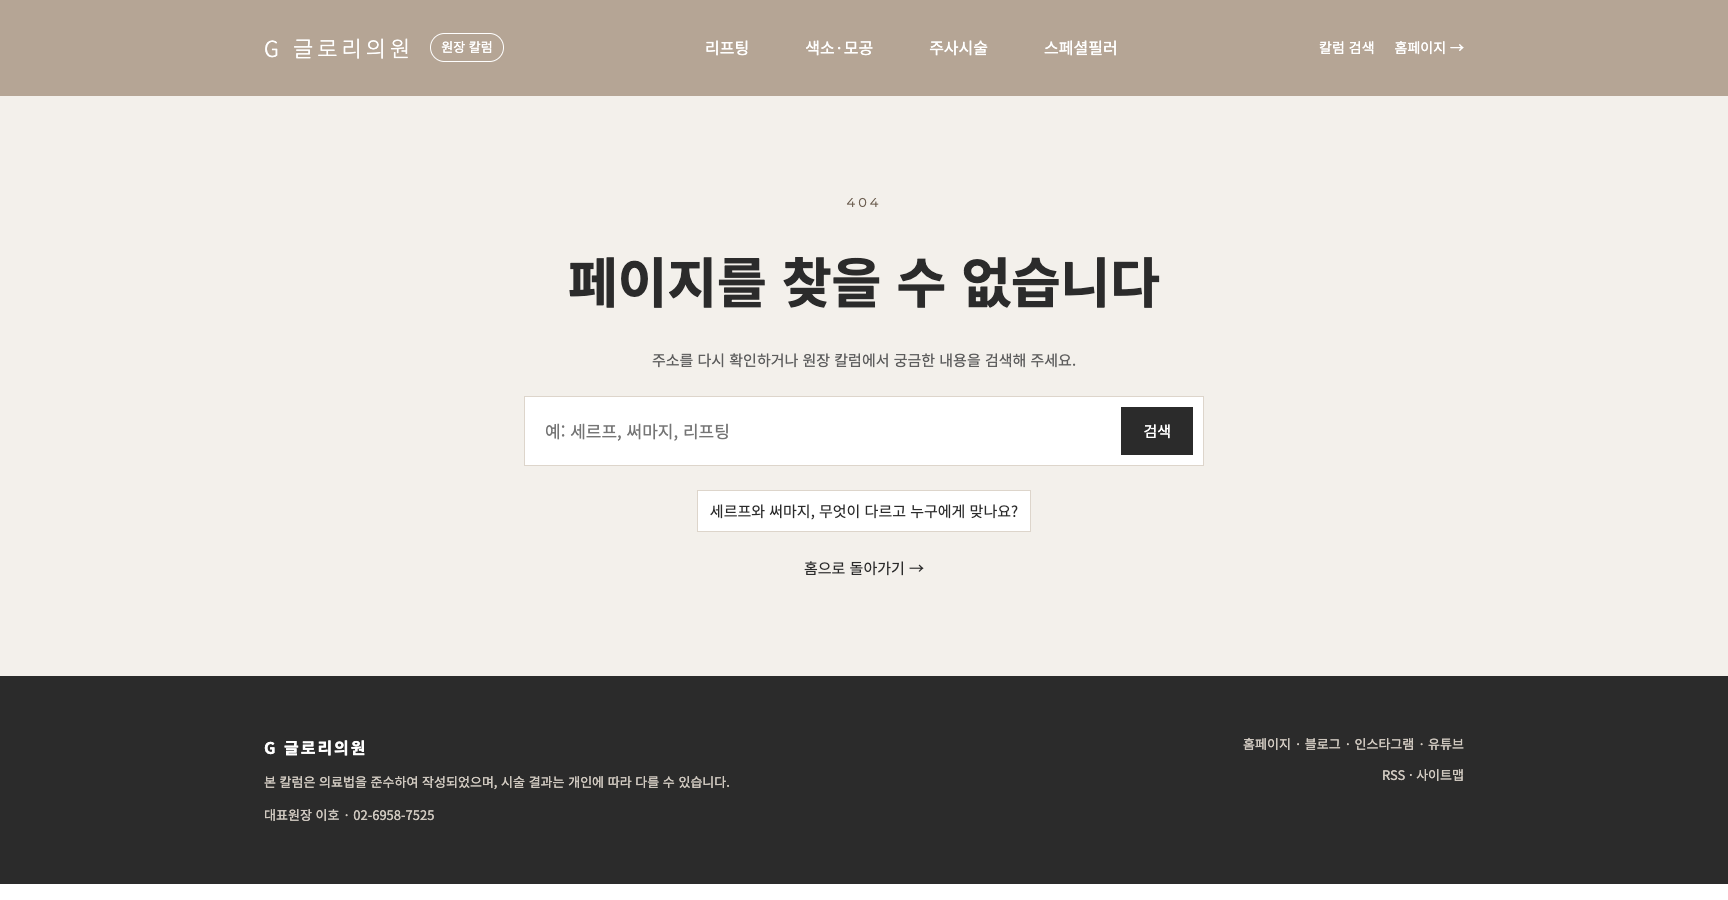 G 글로리의원 원장 칼럼 리프팅 색소·모공 주사시술 스페셜필러 칼럼 검색 홈페이지 →
404
페이지를 찾을 수 없습니다
주소를 다시 확인하거나 원장 칼럼에서 궁금한 내용을 검색해 주세요.
예: 세르프, 써마지, 리프팅 검색
세르프와 써마지, 무엇이 다르고 누구에게 맞나요?
홈으로 돌아가기 →
G 글로리의원
본 칼럼은 의료법을 준수하여 작성되었으며, 시술 결과는 개인에 따라 다를 수 있습니다.
대표원장 이호 · 02-6958-7525
홈페이지 · 블로그 · 인스타그램 · 유튜브
RSS · 사이트맵